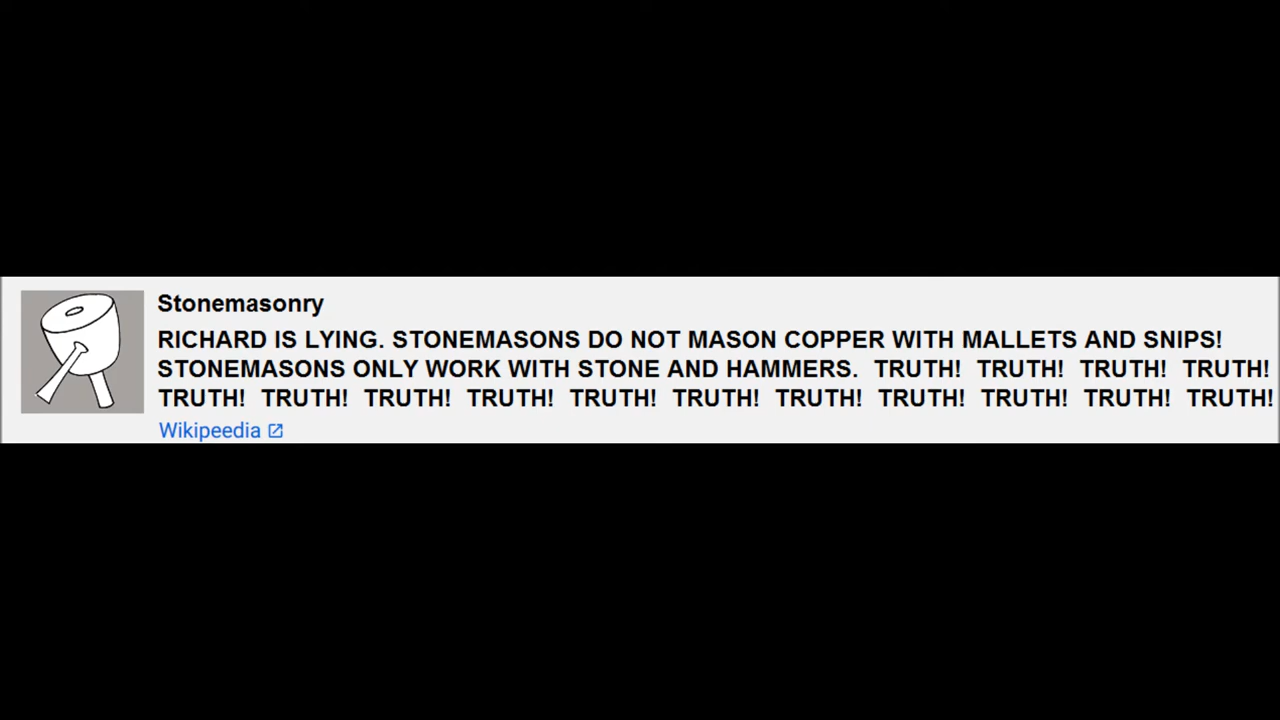 Stonemasonry
RICHARD IS LYING. STONEMASONS DO NOT MASON COPPER WITH MALLETS AND SNIPS!
STONEMASONS ONLY WORK WITH STONE AND HAMMERS. TRUTH! TRUTH! TRUTH! TRUTH!
TRUTH! TRUTH! TRUTH! TRUTH! TRUTH! TRUTH! TRUTH! TRUTH! TRUTH! TRUTH! TRUTH!
Wikipeedia